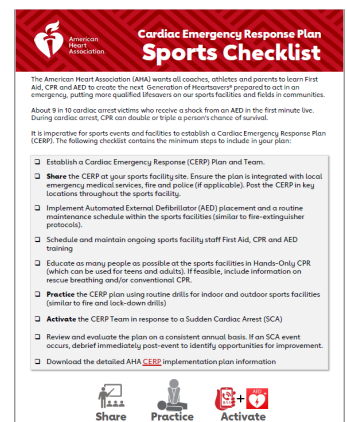 American
Heart
Association
Cardiac Emergency Response Plan
Sports Checklist
The American Heart Association (AHA) wants all coaches, athletes and parents to learn First
Aid, CPR and AED to create the next Generation of Heartsavers® prepared to act in an
emergency, putting more qualified lifesavers on our sports facilities and fields in communities.
About 9 in 10 cardiac arrest victims who receive a shock from an AED in the first minute live.
During cardiac arrest, CPR can double or triple a person's chance of survival.
It is imperative for sports events and facilities to establish a Cardiac Emergency Response Plan
(CERP). The following checklist contains the minimum steps to include in your plan:
❑ Establish a Cardiac Emergency Response (CERP) Plan and Team.
❑ Share the CERP at your sports facility site. Ensure the plan is integrated with local
emergency medical services, fire and police (if applicable). Post the CERP in key
locations throughout the sports facility.
❑ Implement Automated External Defibrillator (AED) placement and a routine
maintenance schedule within the sports facilities (similar to fire-extinguisher
protocols).
❑ Schedule and maintain ongoing sports facility staff First Aid, CPR and AED
training
❑ Educate as many people as possible at the sports facilities in Hands-Only CPR
(which can be used for teens and adults). If feasible, include information on
rescue breathing and/or conventional CPR.
❑ Practice the CERP plan using routine drills for indoor and outdoor sports facilities
(similar to fire and lock-down drills)
❑ Activate the CERP Team in response to a Sudden Cardiac Arrest (SCA)
❑ Review and evaluate the plan on a consistent annual basis. If an SCA event
occurs, debrief immediately post-event to identify opportunities for improvement.
❑ Download the detailed AHA CERP implementation plan information
AED
Share Practice Activate